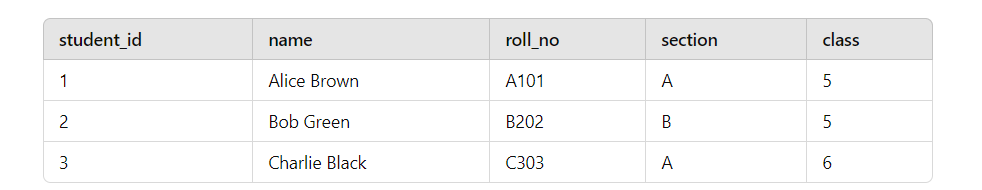 student_id name roll_no section class
1 Alice Brown A101 A 5
2 Bob Green B202 B 5
3 Charlie Black C303 A 6